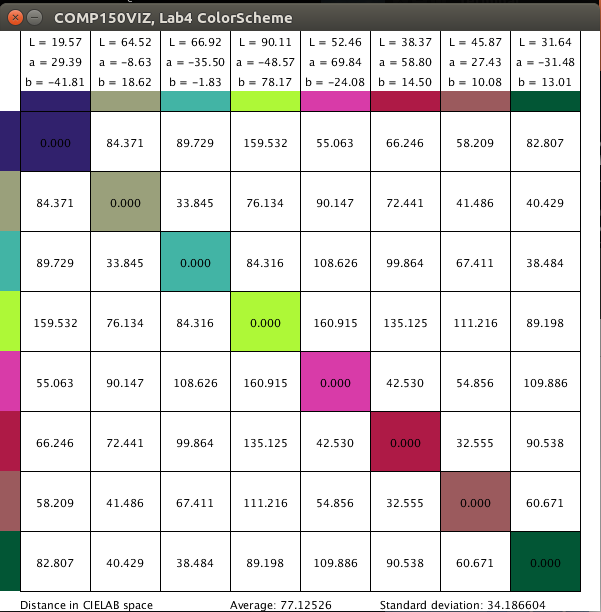 COMP150VIZ, Lab4 ColorScheme
L = 19.57 L = 64.52 L = 66.92 L = 90.11 L = 52.46 L = 38.37 L = 45.87 L = 31.64
a = 29.39 a = -8.63 a = -35.50 a = -48.57 a = 69.84 a = 58.80 a = 27.43 a = -31.48
b = -41.81 b = 18.62 b = -1.83 b = 78.17 b = -24.08 b = 14.50 b = 10.08 b = 13.01
0.000 84.371 89.729 159.532 55.063 66.246 58.209 82.807
84.371 0.000 33.845 76.134 90.147 72.441 41.486 40.429
89.729 33.845 0.000 84.316 108.626 99.864 67.411 38.484
159.532 76.134 84.316 0.000 160.915 135.125 111.216 89.198
55.063 90.147 108.626 160.915 0.000 42.530 54.856 109.886
66.246 72.441 99.864 135.125 42.530 0.000 32.555 90.538
58.209 41.486 67.411 111.216 54.856 32.555 0.000 60.671
82.807 40.429 38.484 89.198 109.886 90.538 60.671 0.000
Distance in CIELAB space Average: 77.12526 Standard deviation: 34.186604